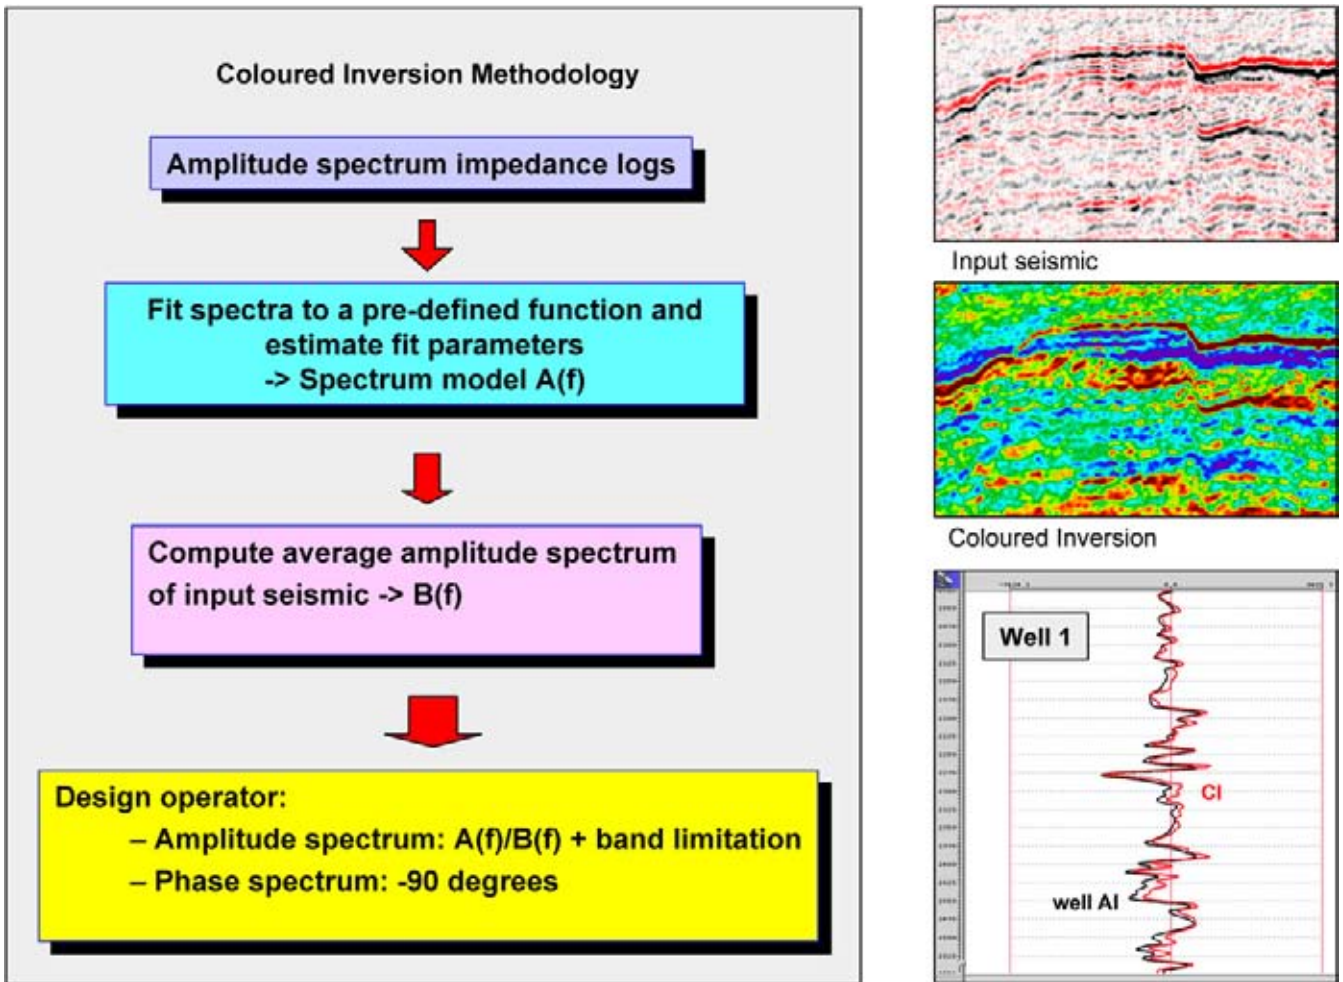 Coloured Inversion Methodology
Amplitude spectrum impedance logs
Fit spectra to a pre-defined function and
estimate fit parameters
-> Spectrum model A(f)
Compute average amplitude spectrum
of input seismic -> B(f)
Design operator:
– Amplitude spectrum: A(f)/B(f) + band limitation
– Phase spectrum: -90 degrees
Input seismic
Coloured Inversion
Well 1
CI
well AI